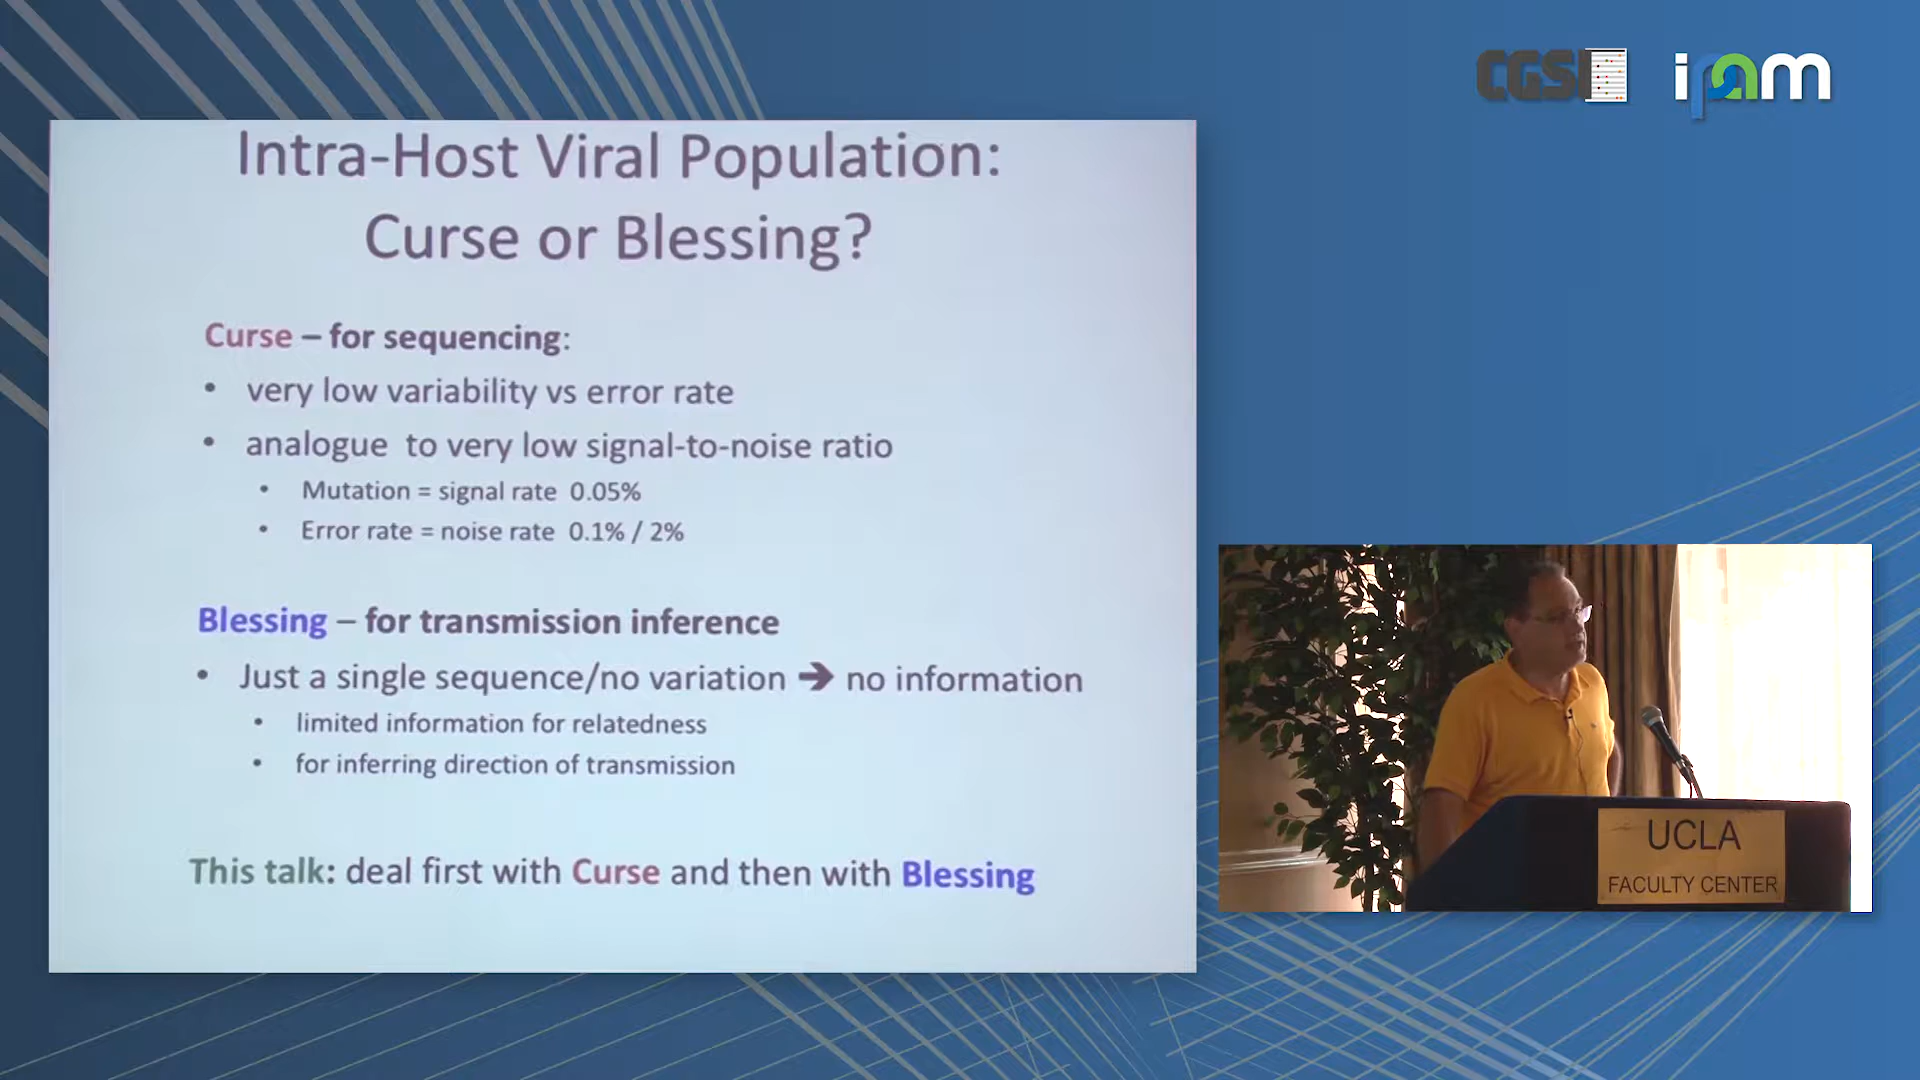 CGSI
ipam
Intra-Host Viral Population:
Curse or Blessing?
Curse – for sequencing:
• very low variability vs error rate
• analogue to very low signal-to-noise ratio
• Mutation = signal rate 0.05%
• Error rate = noise rate 0.1% / 2%
Blessing – for transmission inference
• Just a single sequence/no variation ➔ no information
• limited information for relatedness
• for inferring direction of transmission
This talk: deal first with Curse and then with Blessing
UCLA
FACULTY CENTER